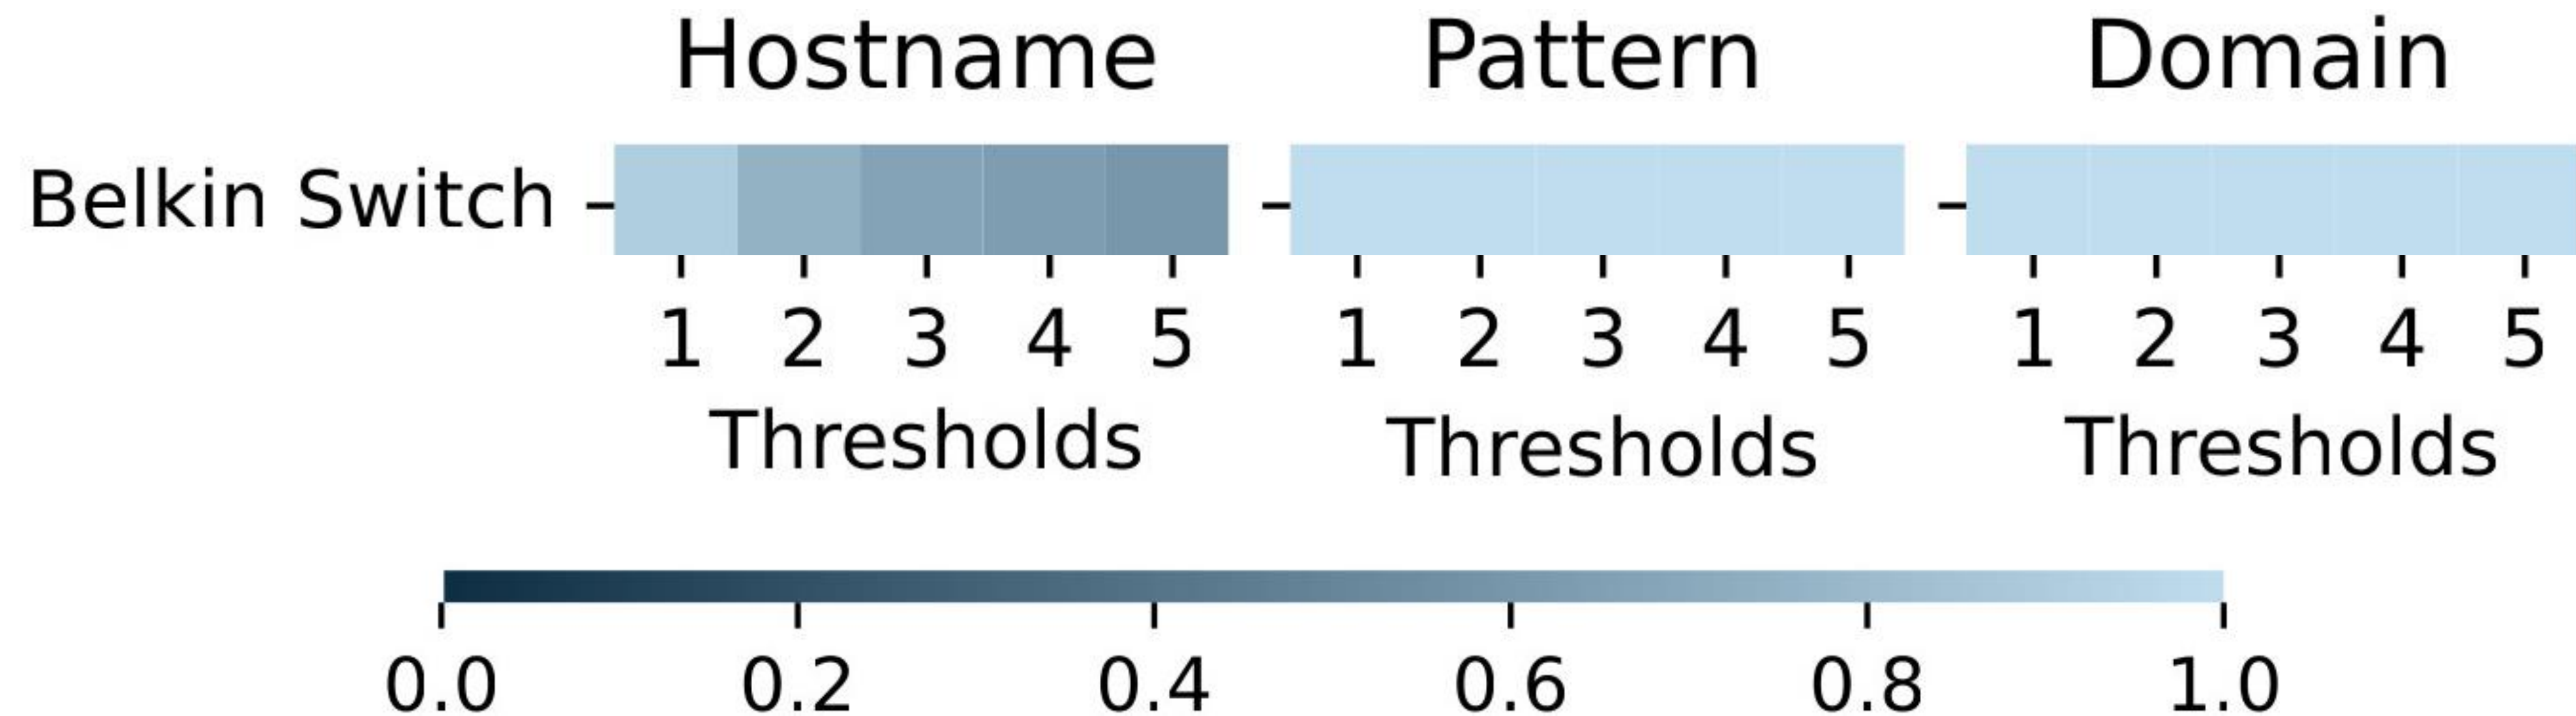 Hostname Pattern Domain
Belkin Switch
1 2 3 4 5 1 2 3 4 5 1 2 3 4 5
Thresholds Thresholds Thresholds
0.0 0.2 0.4 0.6 0.8 1.0